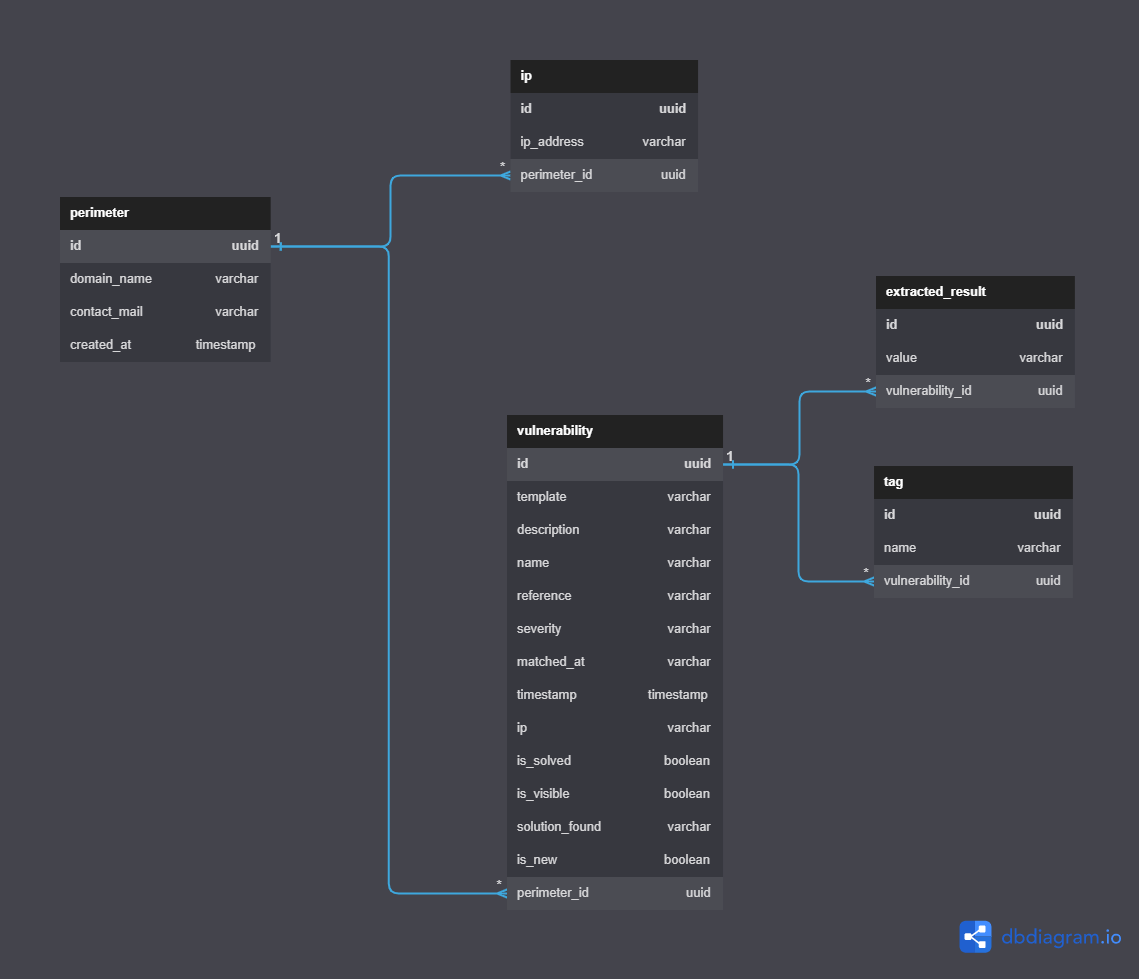 ip
id uuid
ip_address varchar
* perimeter_id uuid
perimeter
id uuid 1
domain_name varchar
contact_mail varchar
created_at timestamp
extracted_result
id uuid
value varchar
* vulnerability_id uuid
vulnerability
id uuid 1
template varchar
description varchar
name varchar
reference varchar
severity varchar
matched_at varchar
timestamp timestamp
ip varchar
is_solved boolean
is_visible boolean
solution_found varchar
is_new boolean
* perimeter_id uuid
tag
id uuid
name varchar
* vulnerability_id uuid
dbdiagram.io